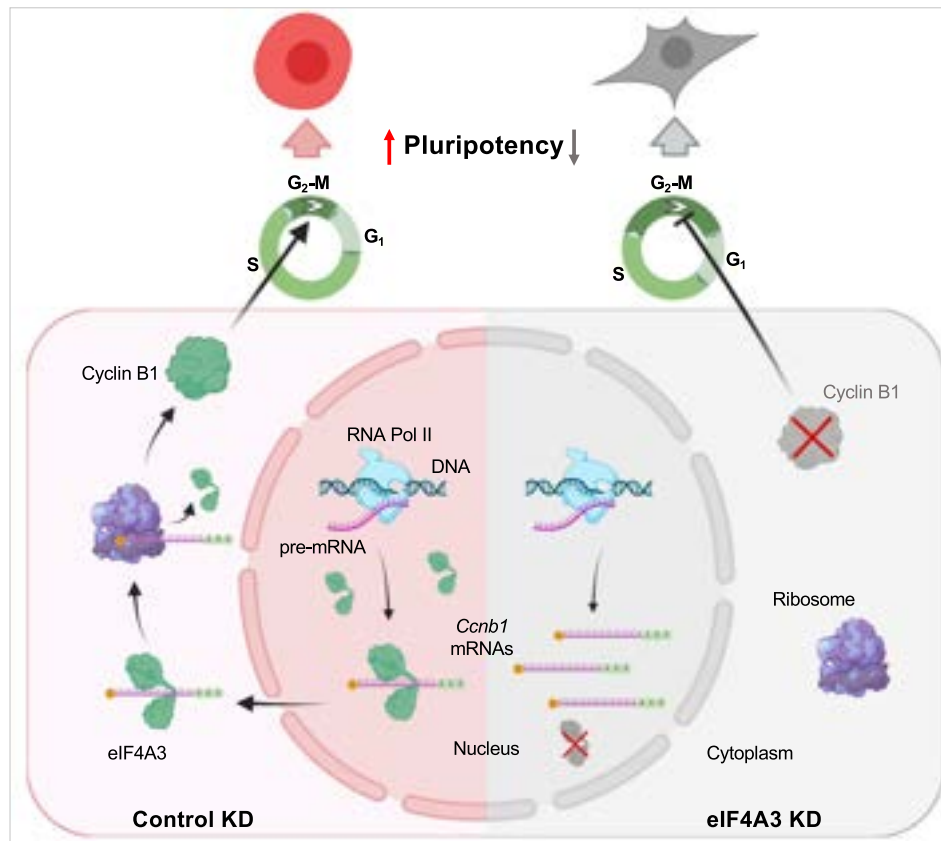 Pluripotency
G₂-M
G₁
S
G₂-M
G₁
S
Cyclin B1
Cyclin B1
RNA Pol II
DNA
pre-mRNA
Ribosome
Ccnb1
mRNAs
eIF4A3
Nucleus
Cytoplasm
Control KD
eIF4A3 KD